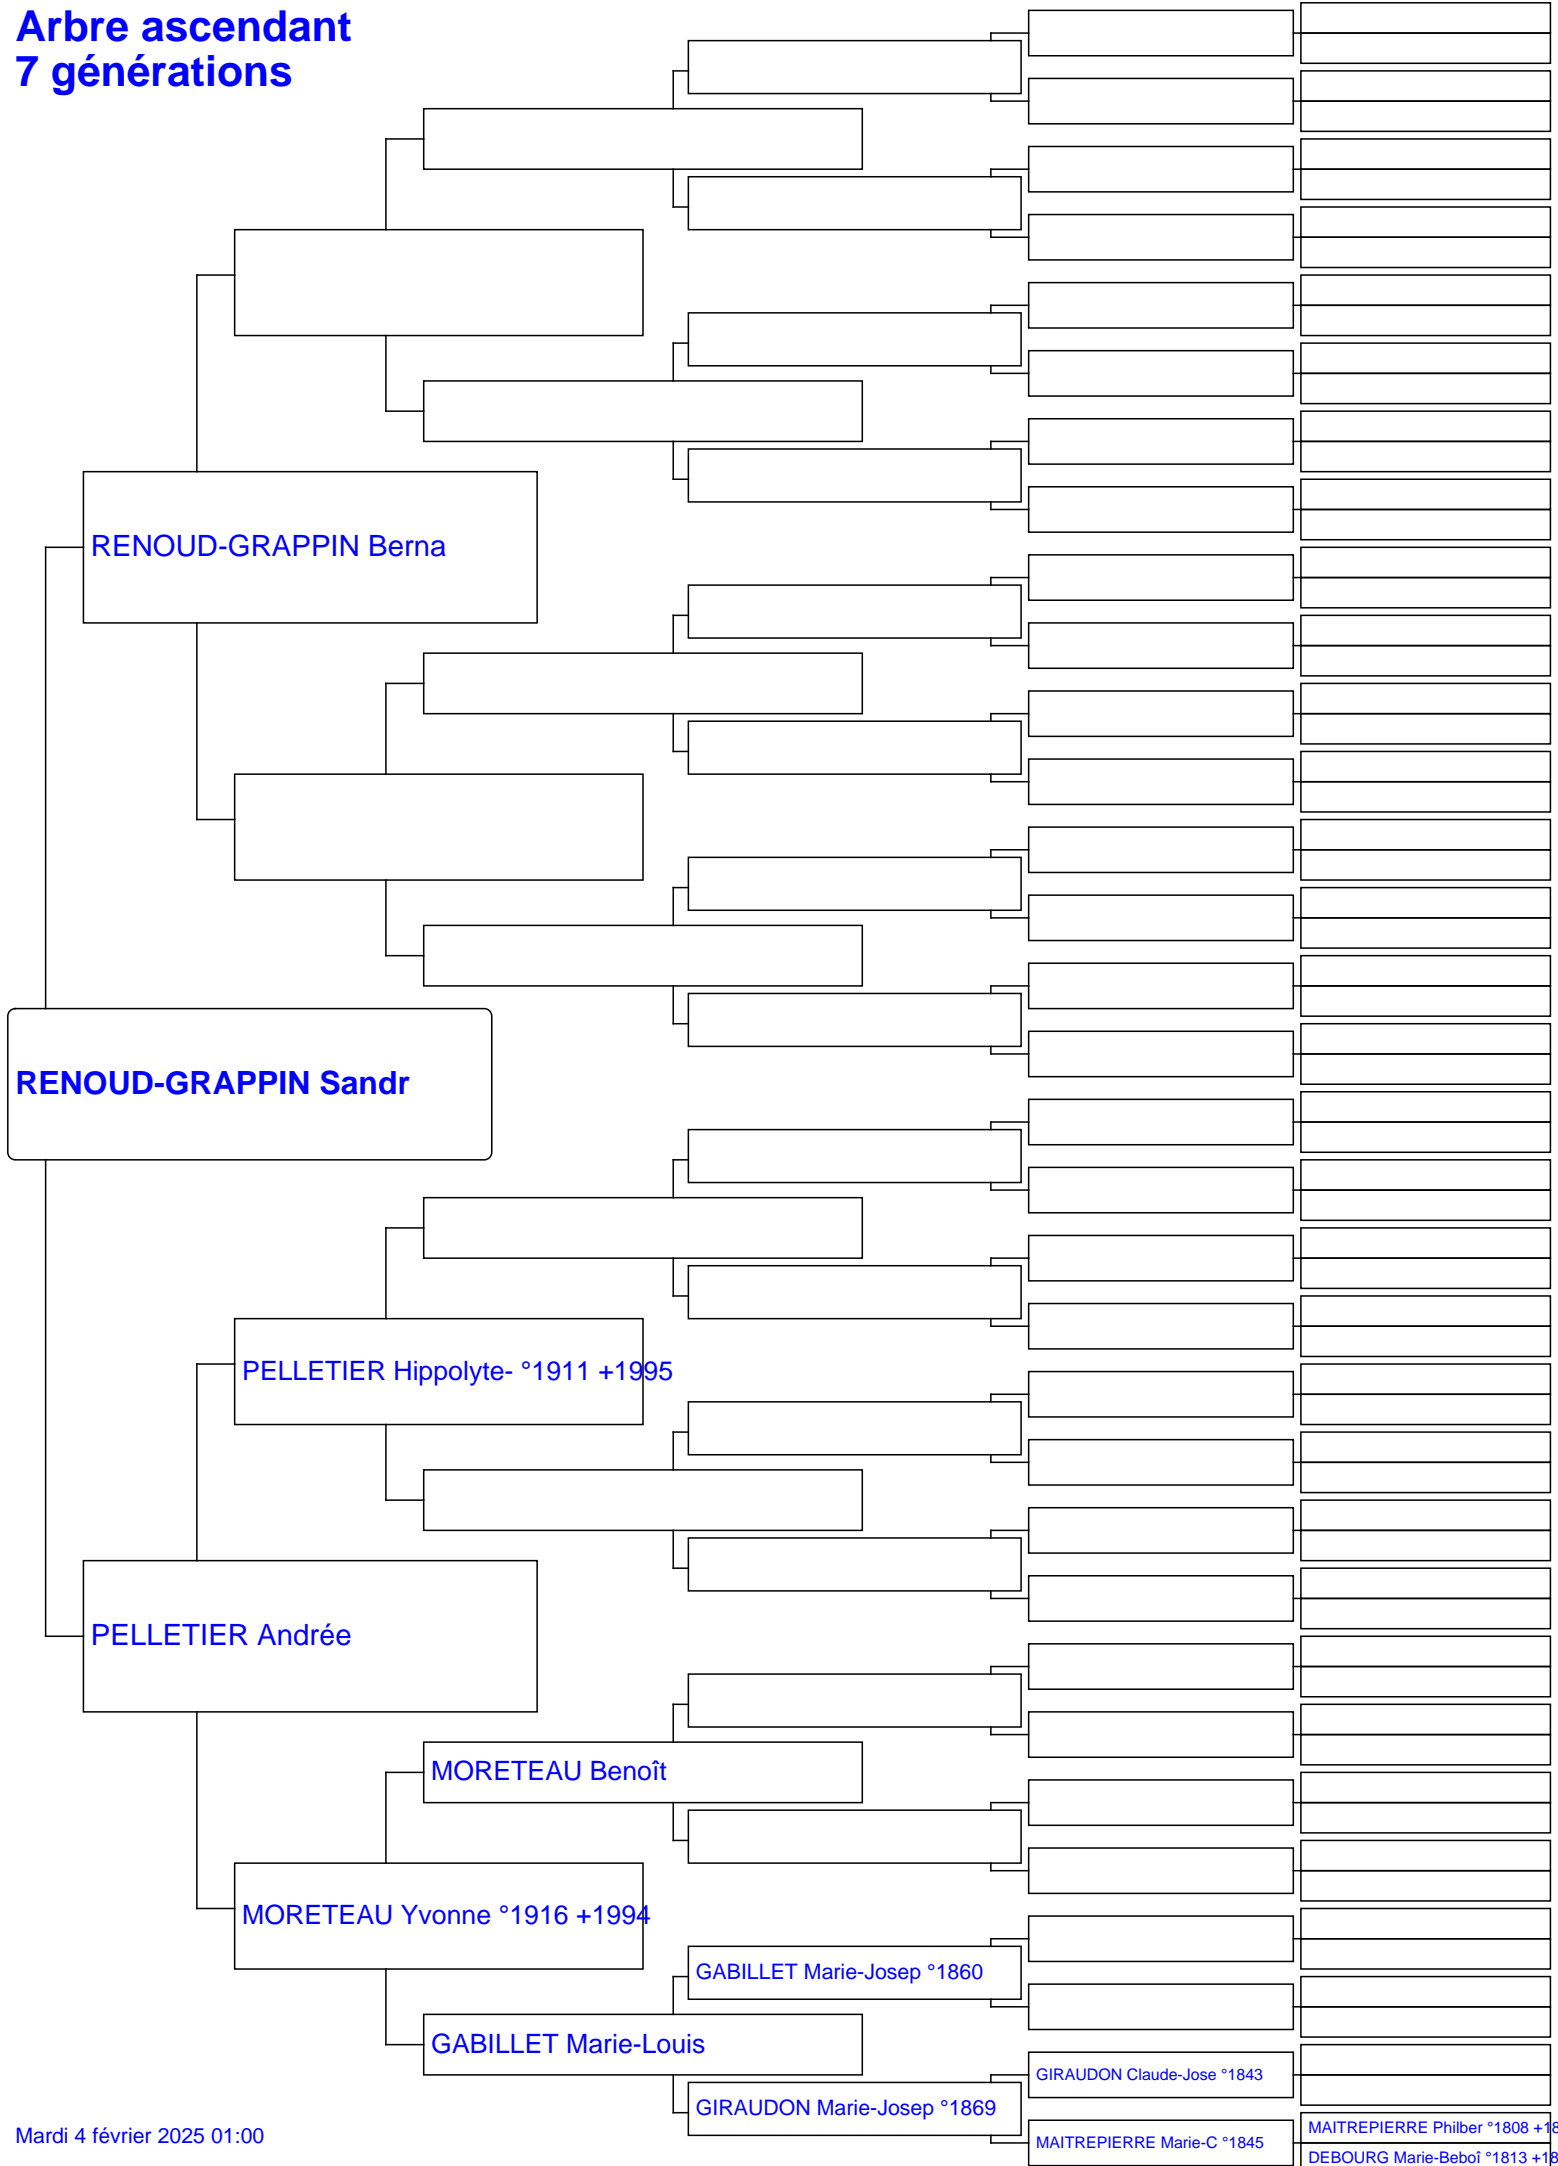 Arbre ascendant
7 générations
RENOUD-GRAPPIN Berna
RENOUD-GRAPPIN Sandr
PELLETIER Hippolyte- °1911 +1995
PELLETIER Andrée
MORETEAU Benoît
MORETEAU Yvonne °1916 +1994
GABILLET Marie-Josep °1860
GABILLET Marie-Louis
GIRAUDON Claude-Jose °1843
GIRAUDON Marie-Josep °1869
MAITREPIERRE Philber °1808 +18
MAITREPIERRE Marie-C °1845
DEBOURG Marie-Beboî °1813 +18
Mardi 4 février 2025 01:00